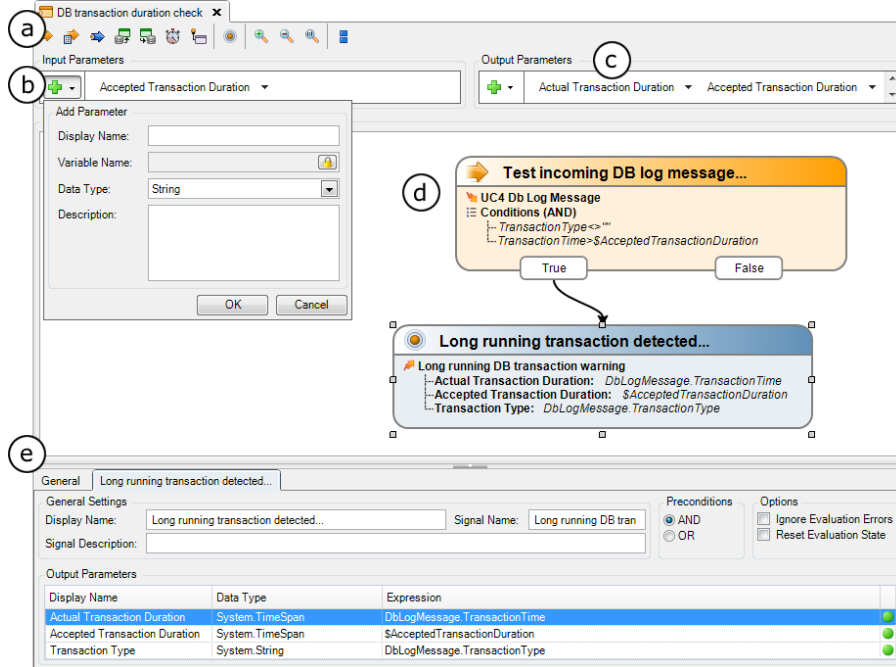 DB transaction duration check
a
Input Parameters
Output Parameters
c
b
Accepted Transaction Duration
Actual Transaction Duration
Accepted Transaction Duration
Add Parameter
Display Name:
Variable Name:
Data Type:
String
Description:
OK
Cancel
d
Test incoming DB log message...
UC4 Db Log Message
Conditions (AND)
TransactionType<>""
TransactionTime>$AcceptedTransactionDuration
True
False
Long running transaction detected...
Long running DB transaction warning
Actual Transaction Duration: DbLogMessage.TransactionTime
Accepted Transaction Duration: $AcceptedTransactionDuration
Transaction Type: DbLogMessage.TransactionType
e
General
Long running transaction detected...
General Settings
Preconditions
Options
Display Name:
Long running transaction detected...
Signal Name:
Long running DB tran
AND
Ignore Evaluation Errors
Signal Description:
OR
Reset Evaluation State
Output Parameters
Display Name Data Type Expression
Actual Transaction Duration System.TimeSpan DbLogMessage.TransactionTime
Accepted Transaction Duration System.TimeSpan $AcceptedTransactionDuration
Transaction Type System.String DbLogMessage.TransactionType